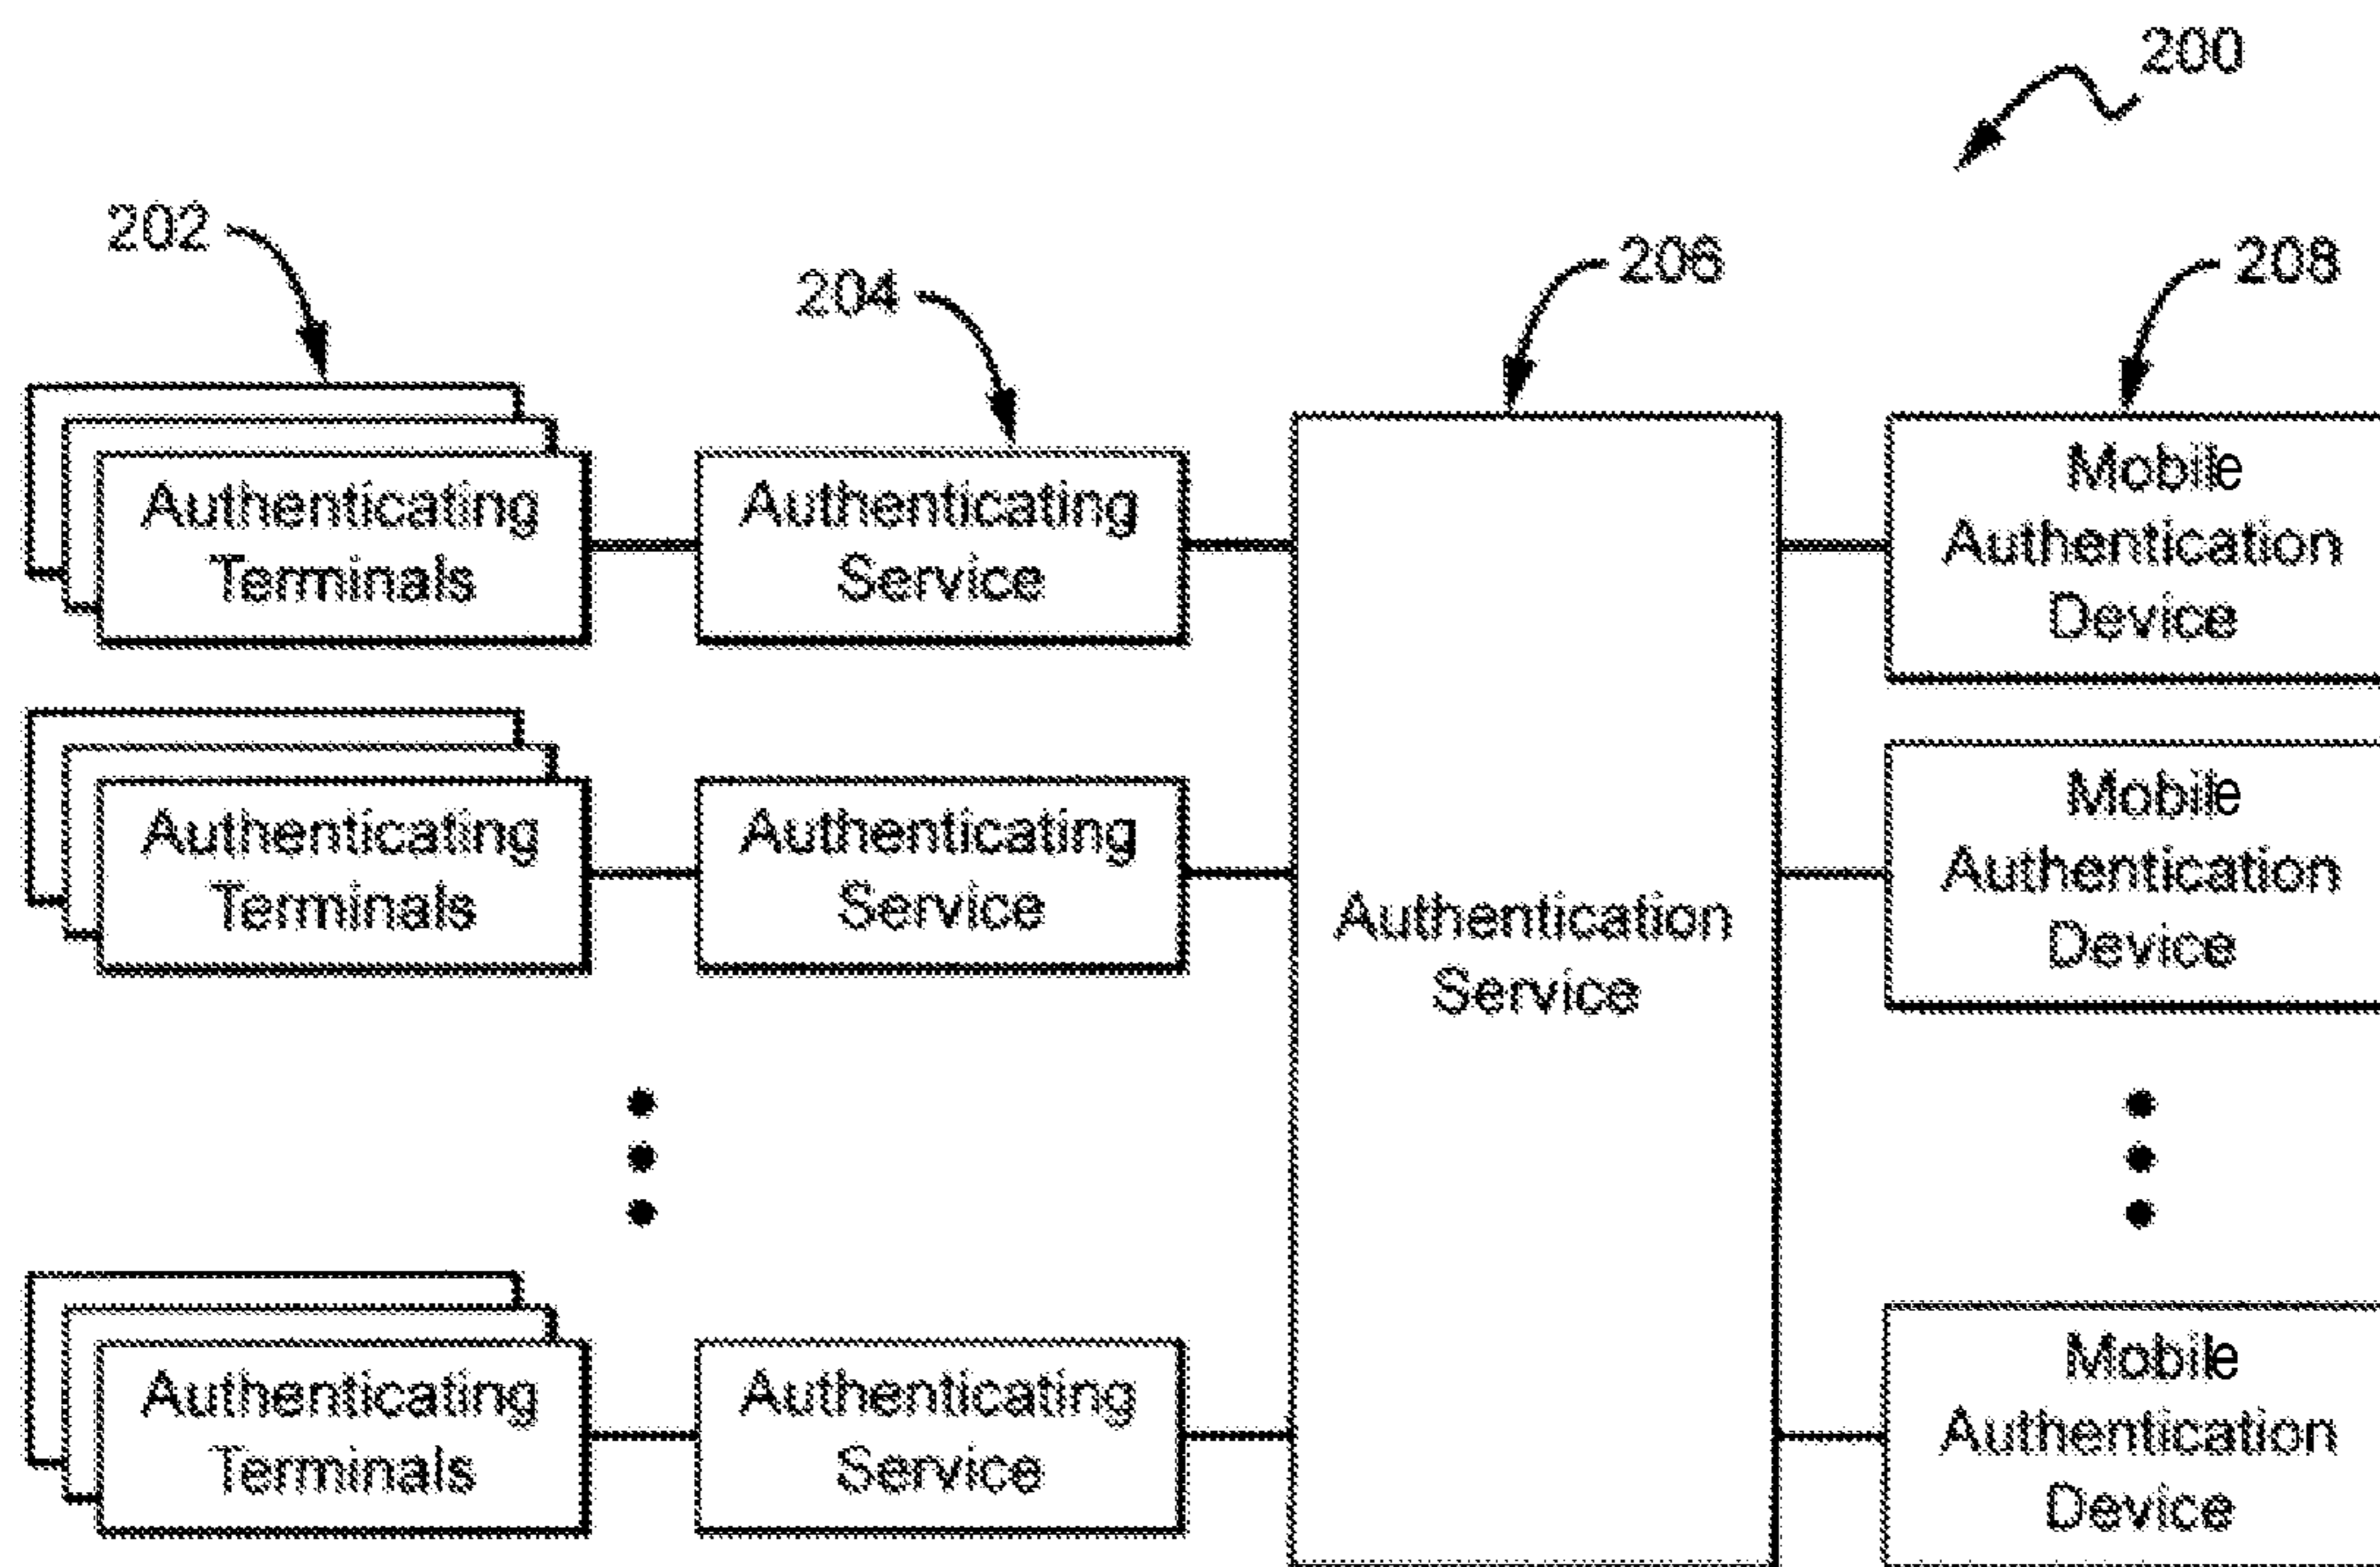 200
202
204
206
208
Authenticating
Terminals
Authenticating
Service
Authentication
Service
Mobile
Authentication
Device
Authenticating
Terminals
Authenticating
Service
Mobile
Authentication
Device
Authenticating
Terminals
Authenticating
Service
Mobile
Authentication
Device